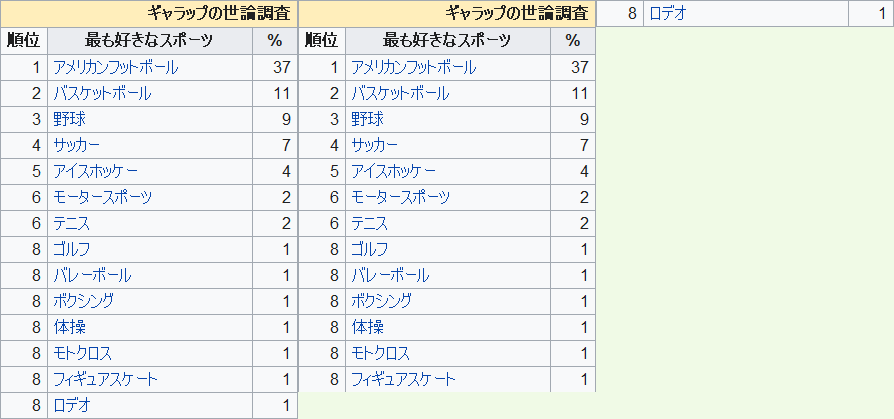 ギャラップの世論調査
順位 最も好きなスポーツ %
1 アメリカンフットボール 37
2 バスケットボール 11
3 野球 9
4 サッカー 7
5 アイスホッケー 4
6 モータースポーツ 2
6 テニス 2
8 ゴルフ 1
8 バレーボール 1
8 ボクシング 1
8 体操 1
8 モトクロス 1
8 フィギュアスケート 1
8 ロデオ 1
ギャラップの世論調査
順位 最も好きなスポーツ %
1 アメリカンフットボール 37
2 バスケットボール 11
3 野球 9
4 サッカー 7
5 アイスホッケー 4
6 モータースポーツ 2
6 テニス 2
8 ゴルフ 1
8 バレーボール 1
8 ボクシング 1
8 体操 1
8 モトクロス 1
8 フィギュアスケート 1
8 ロデオ 1